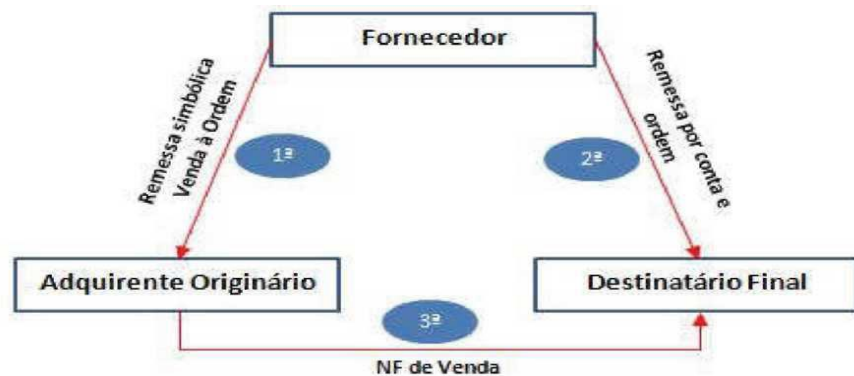 Fornecedor
Remessa simbólica
Venda à Ordem
1ª
2ª
Remessa por conta e
ordem
Adquirente Originário
Destinatário Final
3ª
NF de Venda